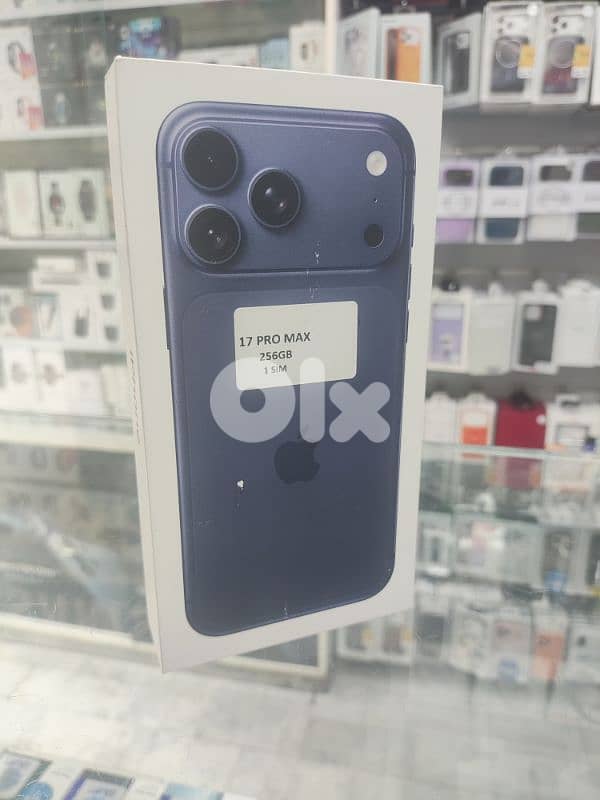 17 PRO MAX
256GB
1 SIM
OLX